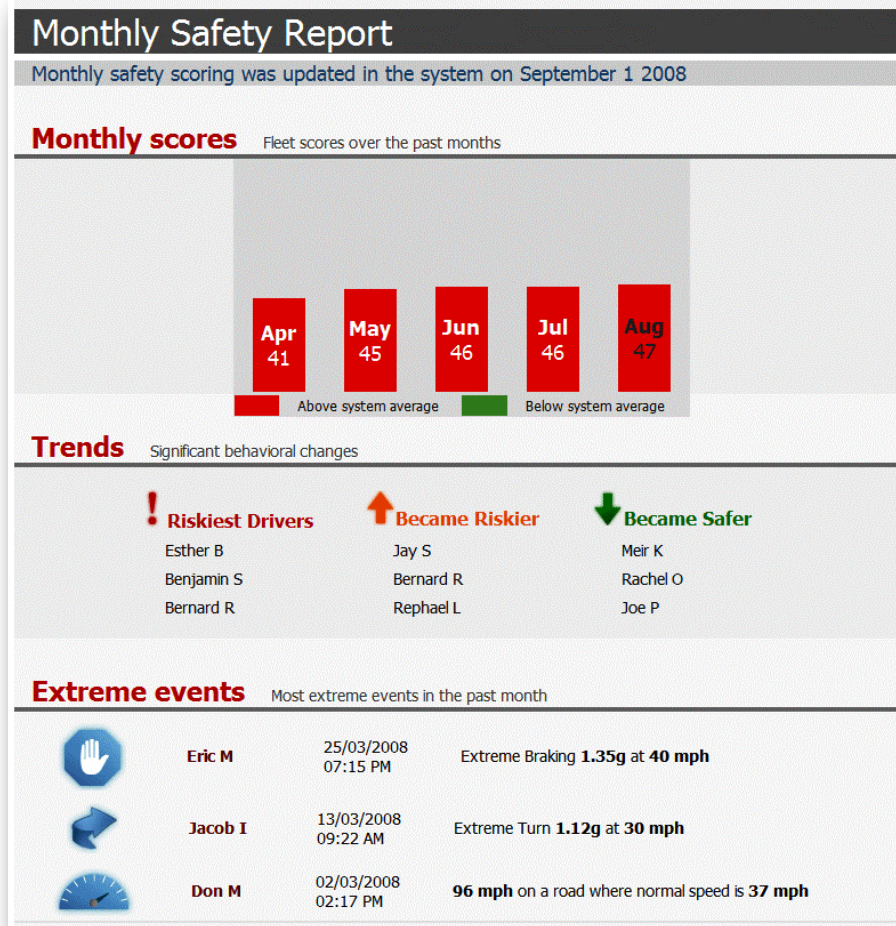 Monthly Safety Report
Monthly safety scoring was updated in the system on September 1 2008
Monthly scores Fleet scores over the past months
Apr May Jun Jul Aug
41 45 46 46 47
Above system average Below system average
Trends Significant behavioral changes
! Riskiest Drivers Became Riskier Became Safer
Esther B Jay S Meir K
Benjamin S Bernard R Rachel O
Bernard R Rephael L Joe P
Extreme events Most extreme events in the past month
Eric M 25/03/2008 07:15 PM Extreme Braking 1.35g at 40 mph
Jacob I 13/03/2008 09:22 AM Extreme Turn 1.12g at 30 mph
Don M 02/03/2008 02:17 PM 96 mph on a road where normal speed is 37 mph